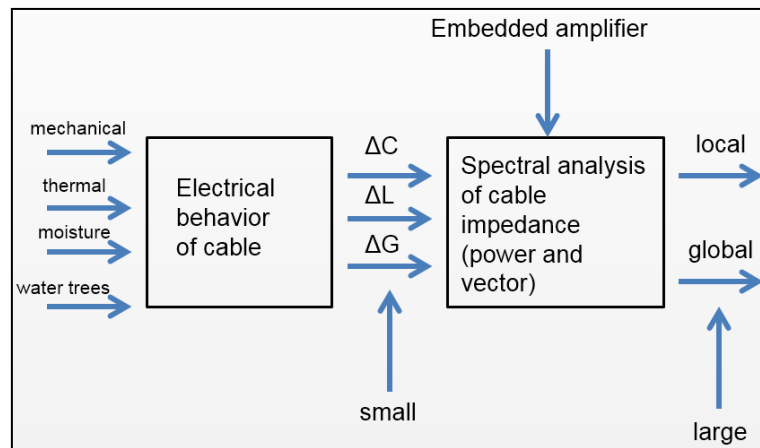 Embedded amplifier
mechanical
thermal
moisture
water trees
Electrical
behavior
of cable
ΔC
ΔL
ΔG
small
Spectral analysis
of cable
impedance
(power and
vector)
local
global
large